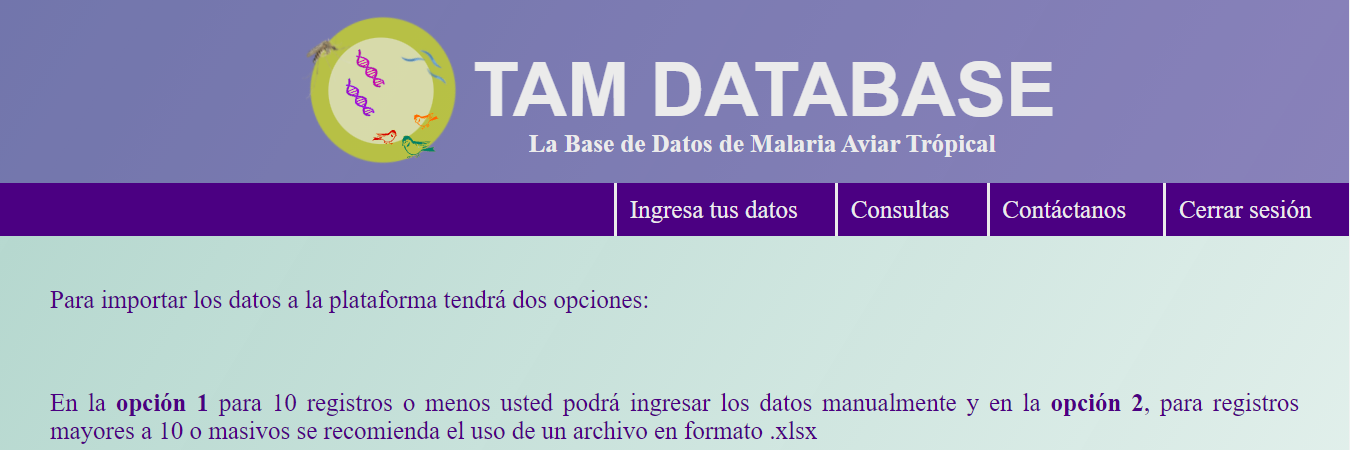 TAM DATABASE
La Base de Datos de Malaria Aviar Trópical
Ingresa tus datos Consultas Contáctanos Cerrar sesión
Para importar los datos a la plataforma tendrá dos opciones:
En la opción 1 para 10 registros o menos usted podrá ingresar los datos manualmente y en la opción 2, para registros
mayores a 10 o masivos se recomienda el uso de un archivo en formato .xlsx